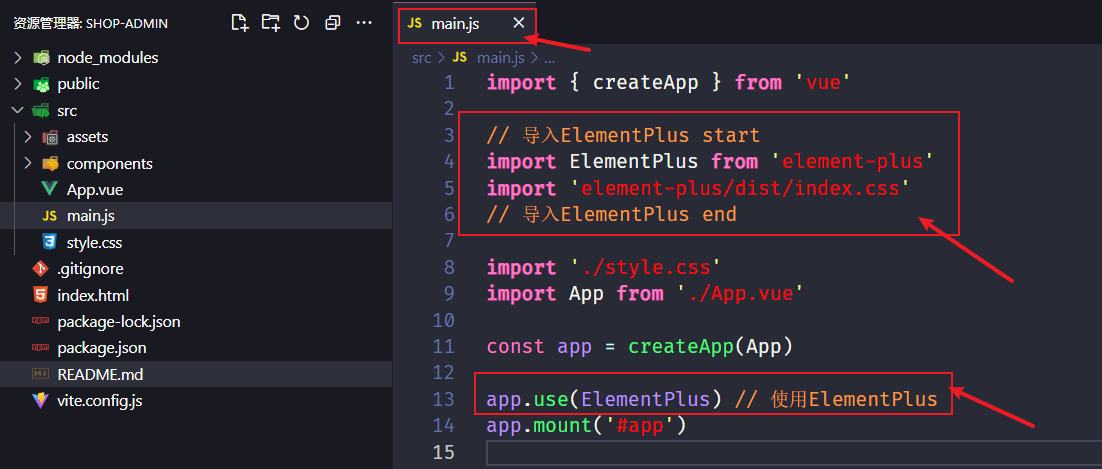 资源管理器: SHOP-ADMIN
node_modules
public
src
assets
components
App.vue
JS main.js
style.css
.gitignore
index.html
package-lock.json
package.json
README.md
vite.config.js
JS main.js ×
src > JS main.js > ...
1 import { createApp } from 'vue'
2
3 // 导入ElementPlus start
4 import ElementPlus from 'element-plus'
5 import 'element-plus/dist/index.css'
6 // 导入ElementPlus end
7
8 import './style.css'
9 import App from './App.vue'
10
11 const app = createApp(App)
12
13 app.use(ElementPlus) // 使用ElementPlus
14 app.mount('#app')
15